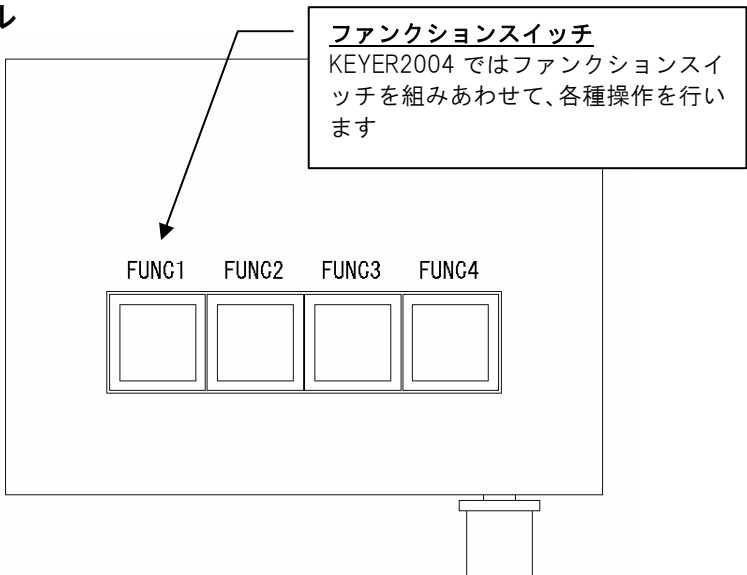 ル
ファンクションスイッチ
KEYER2004 ではファンクションスイ
ッチを組みあわせて、各種操作を行い
ます
FUNC1 FUNC2 FUNC3 FUNC4